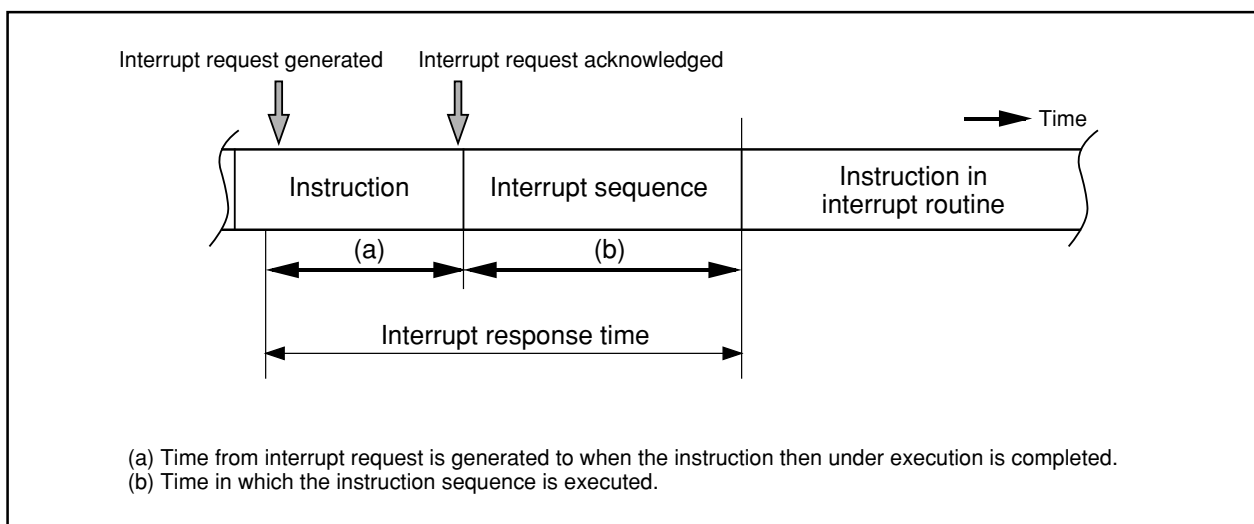 Interrupt request generated
Interrupt request acknowledged
Time
Instruction
Interrupt sequence
Instruction in
interrupt routine
(a)
(b)
Interrupt response time
(a) Time from interrupt request is generated to when the instruction then under execution is completed.
(b) Time in which the instruction sequence is executed.